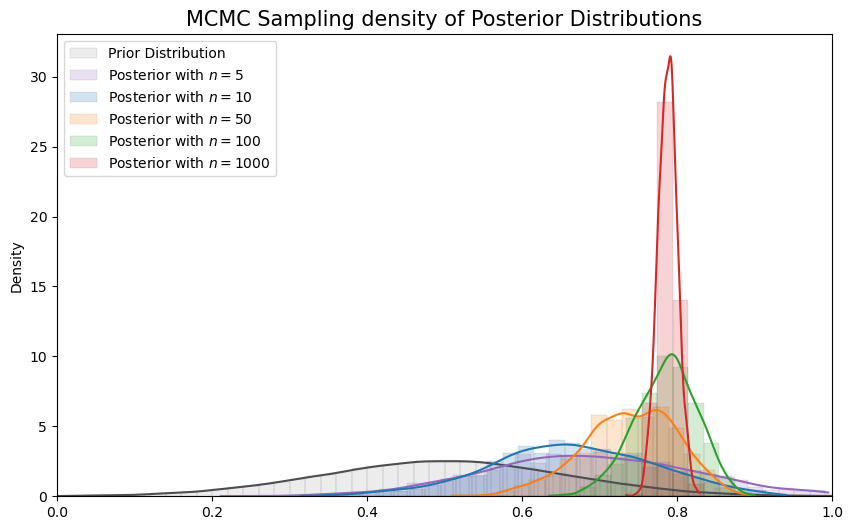 MCMC Sampling density of Posterior Distributions
Prior Distribution
Posterior with n = 5
Posterior with n = 10
Posterior with n = 50
Posterior with n = 100
Posterior with n = 1000
Density
30
25
20
15
10
5
0
0.0 0.2 0.4 0.6 0.8 1.0